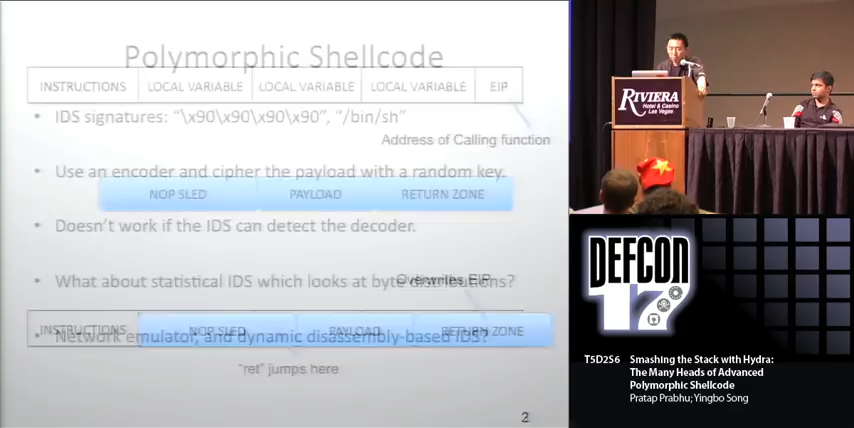 Polymorphic Shellcode
INSTRUCTIONS LOCAL VARIABLE LOCAL VARIABLE LOCAL VARIABLE EIP
• IDS signatures: “\x90\x90\x90\x90”, “/bin/sh”
Address of Calling function
• Use an encoder and cipher the payload with a random key.
NOP SLED PAYLOAD RETURN ZONE
• Doesn’t work if the IDS can detect the decoder.
• What about statistical IDS which looks at byte distributions?
Overwrites EIP
INSTRUCTIONS NOP SLED PAYLOAD RETURN ZONE
• Network emulator, and dynamic disassembly-based IDS?
“ret” jumps here
2
RIVIERA
Hotel & Casino
Las Vegas
DEFCON
17
T5D2S6 Smashing the Stack with Hydra:
The Many Heads of Advanced
Polymorphic Shellcode
Pratap Prabhu; Yingbo Song